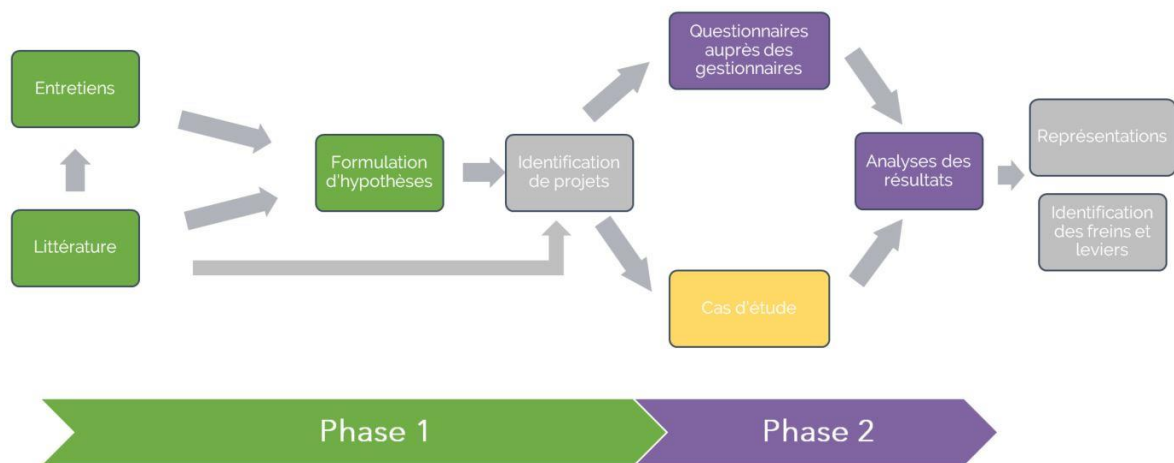 Entretiens
Littérature
Formulation
d'hypothèses
Identification
de projets
Questionnaires
auprès des
gestionnaires
Cas d'étude
Analyses des
résultats
Représentations
Identification
des freins et
leviers
Phase 1
Phase 2